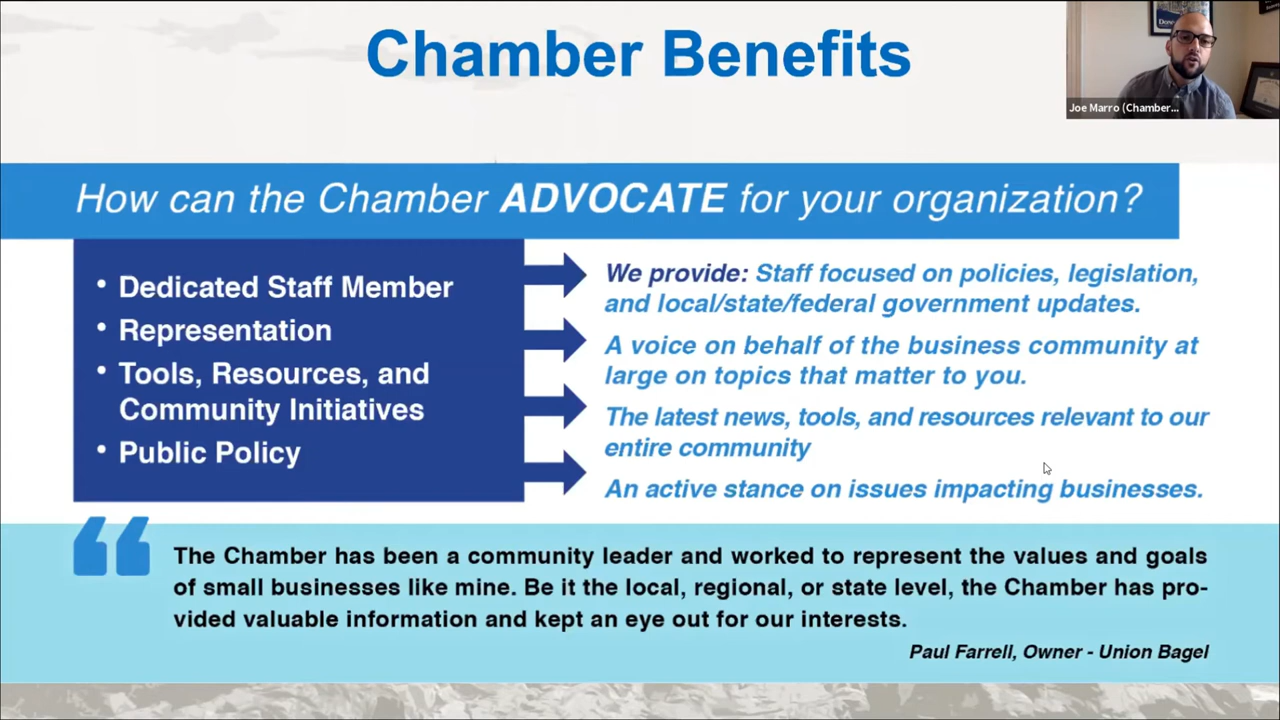 Chamber Benefits
Joe Marro (Chamber...
How can the Chamber ADVOCATE for your organization?
• Dedicated Staff Member
• Representation
• Tools, Resources, and
Community Initiatives
• Public Policy
We provide: Staff focused on policies, legislation,
and local/state/federal government updates.
A voice on behalf of the business community at
large on topics that matter to you.
The latest news, tools, and resources relevant to our
entire community
An active stance on issues impacting businesses.
“
The Chamber has been a community leader and worked to represent the values and goals
of small businesses like mine. Be it the local, regional, or state level, the Chamber has pro-
vided valuable information and kept an eye out for our interests.
Paul Farrell, Owner - Union Bagel